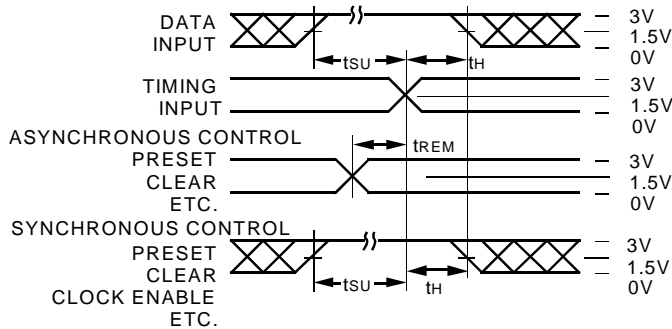 DATA
INPUT
tSU
tH
3V
1.5V
0V
TIMING
INPUT
3V
1.5V
0V
ASYNCHRONOUS CONTROL
PRESET
CLEAR
ETC.
tREM
3V
1.5V
0V
SYNCHRONOUS CONTROL
PRESET
CLEAR
CLOCK ENABLE
ETC.
tSU
tH
3V
1.5V
0V